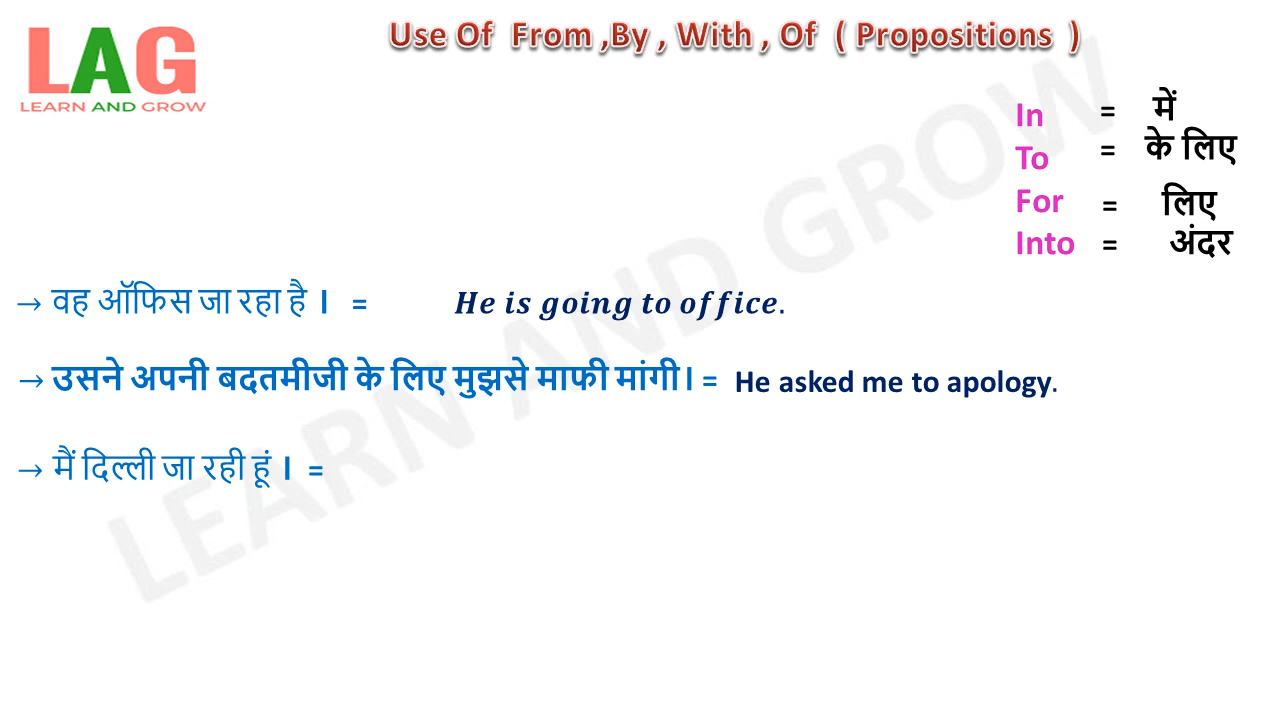 LAG
LEARN AND GROW
Use Of From ,By , With , Of ( Propositions )
In = में
To = के लिए
For = लिए
Into = अंदर
→ वह ऑफिस जा रहा है । = He is going to office.
→ उसने अपनी बदतमीजी के लिए मुझसे माफी मांगी। = He asked me to apology.
→ मैं दिल्ली जा रही हूं । =
LEARN AND GROW